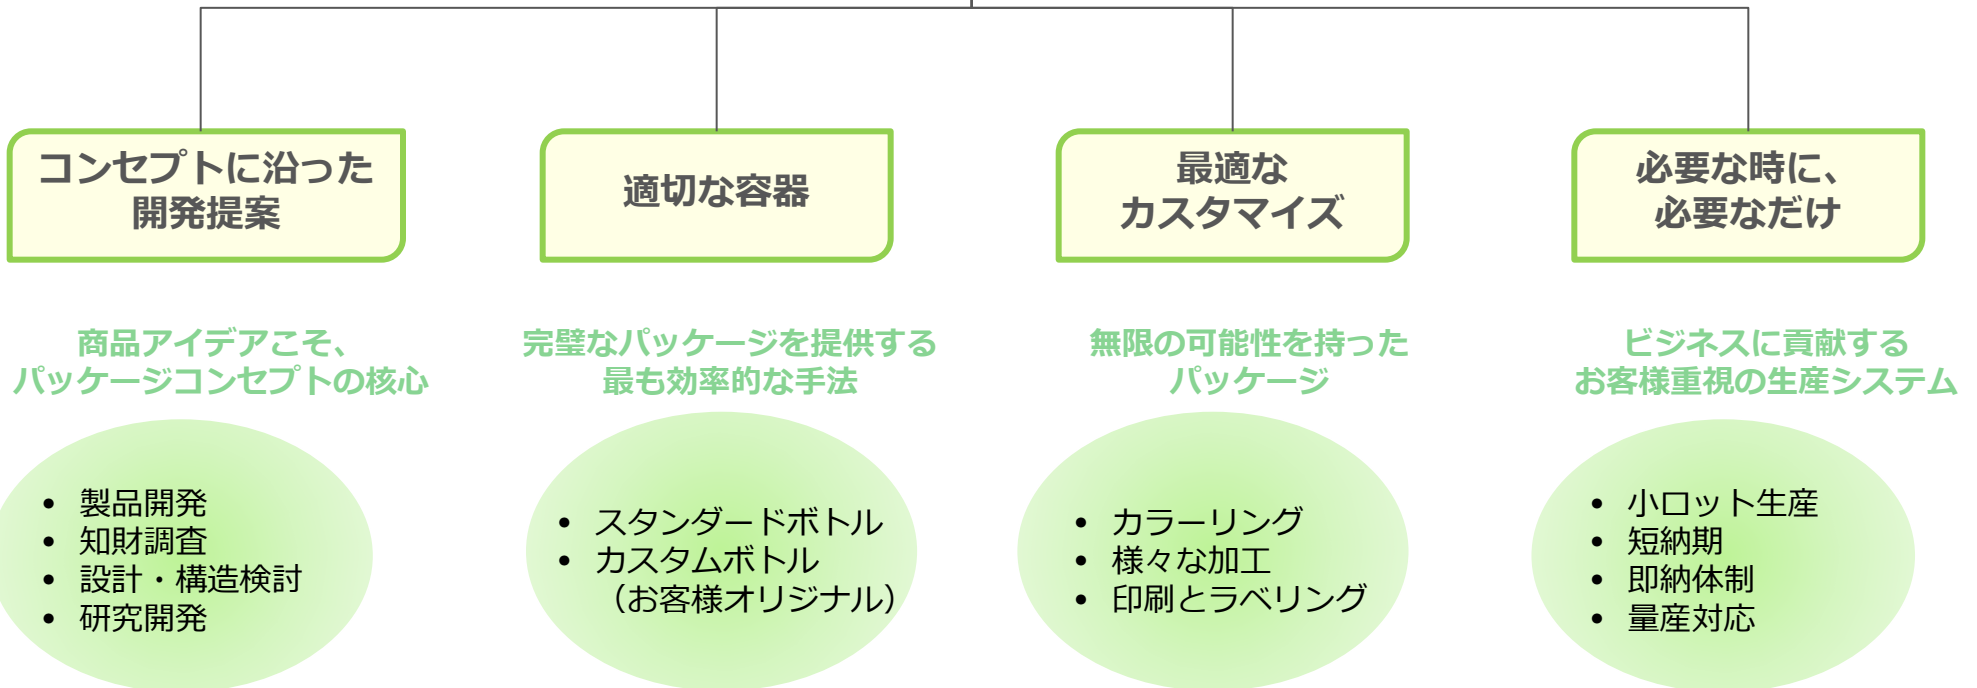 コンセプトに沿った
開発提案
適切な容器
最適な
カスタマイズ
必要な時に、
必要なだけ
商品アイデアこそ、
パッケージコンセプトの核心
完璧なパッケージを提供する
最も効率的な手法
無限の可能性を持った
パッケージ
ビジネスに貢献する
お客様重視の生産システム
• 製品開発
• 知財調査
• 設計・構造検討
• 研究開発
• スタンダードボトル
• カスタムボトル
（お客様オリジナル）
• カラーリング
• 様々な加工
• 印刷とラベリング
• 小ロット生産
• 短納期
• 即納体制
• 量産対応